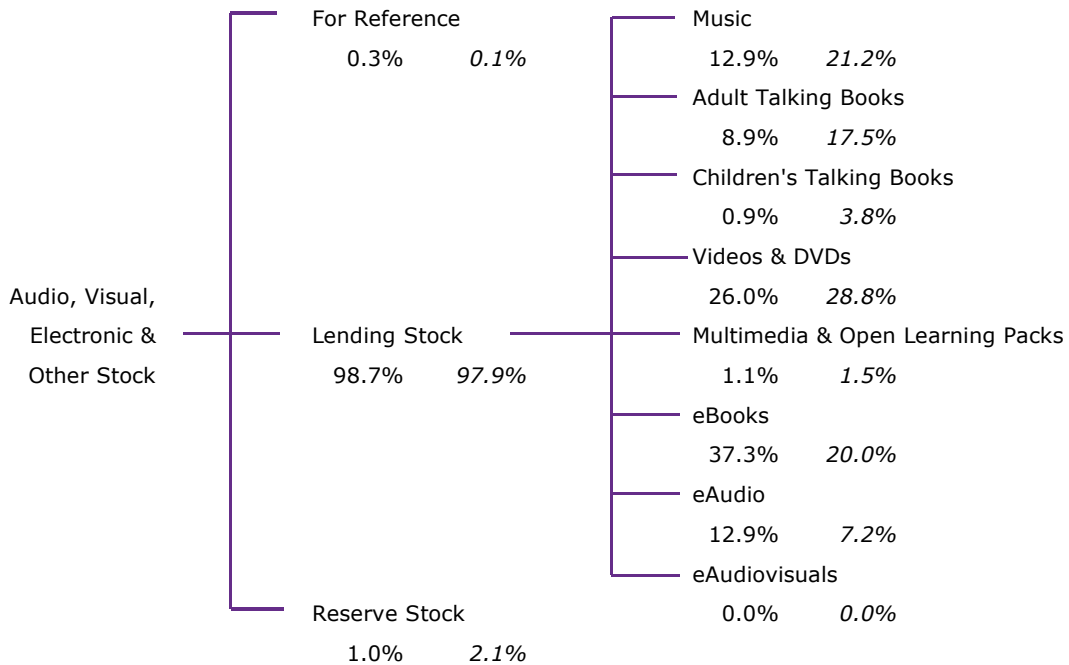 For Reference
0.3% 0.1%
Audio, Visual,
Electronic &
Other Stock
Lending Stock
98.7% 97.9%
Reserve Stock
1.0% 2.1%
Music
12.9% 21.2%
Adult Talking Books
8.9% 17.5%
Children's Talking Books
0.9% 3.8%
Videos & DVDs
26.0% 28.8%
Multimedia & Open Learning Packs
1.1% 1.5%
eBooks
37.3% 20.0%
eAudio
12.9% 7.2%
eAudiovisuals
0.0% 0.0%